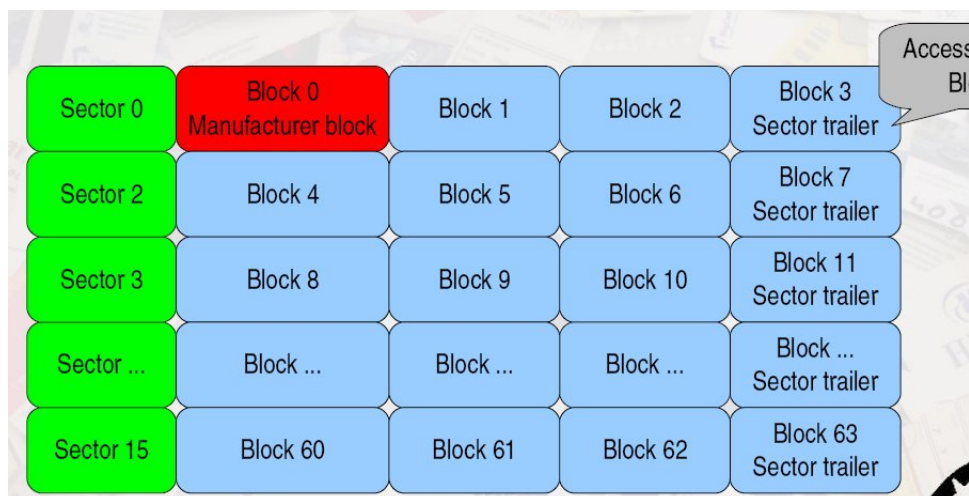 Access
Bl
Sector 0
Block 0
Manufacturer block
Block 1
Block 2
Block 3
Sector trailer
Sector 2
Block 4
Block 5
Block 6
Block 7
Sector trailer
Sector 3
Block 8
Block 9
Block 10
Block 11
Sector trailer
Sector ...
Block ...
Block ...
Block ...
Block ...
Sector trailer
Sector 15
Block 60
Block 61
Block 62
Block 63
Sector trailer